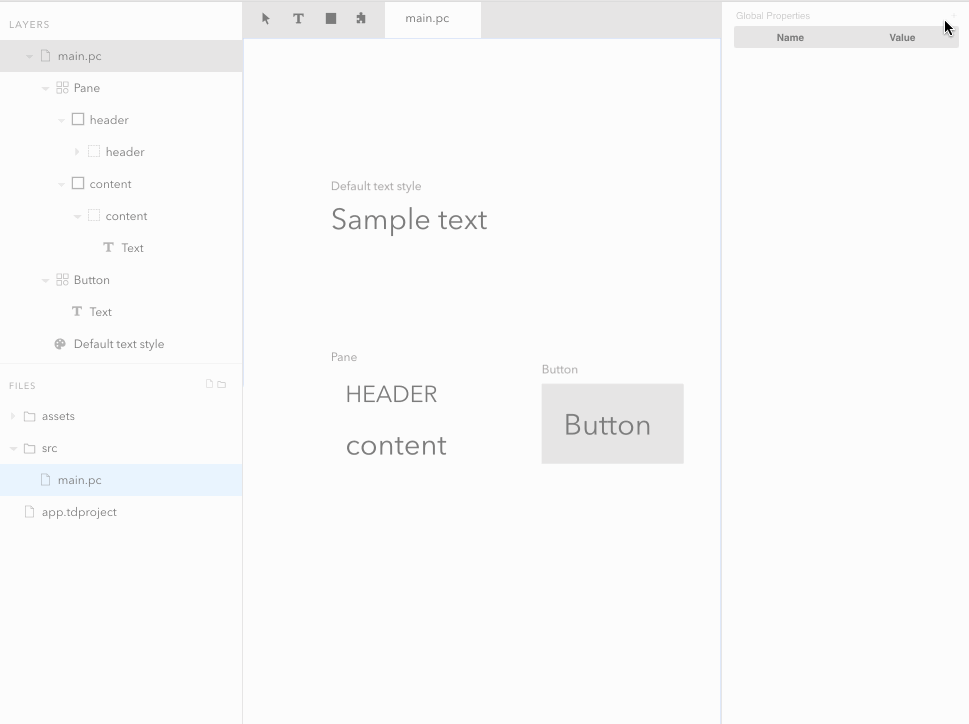 LAYERS
main.pc
Pane
header
header
content
content
Text
Button
Text
Default text style
FILES
assets
src
main.pc
app.tdproject
T
main.pc
Default text style
Sample text
Pane
HEADER
content
Button
Button
Global Properties
Name Value